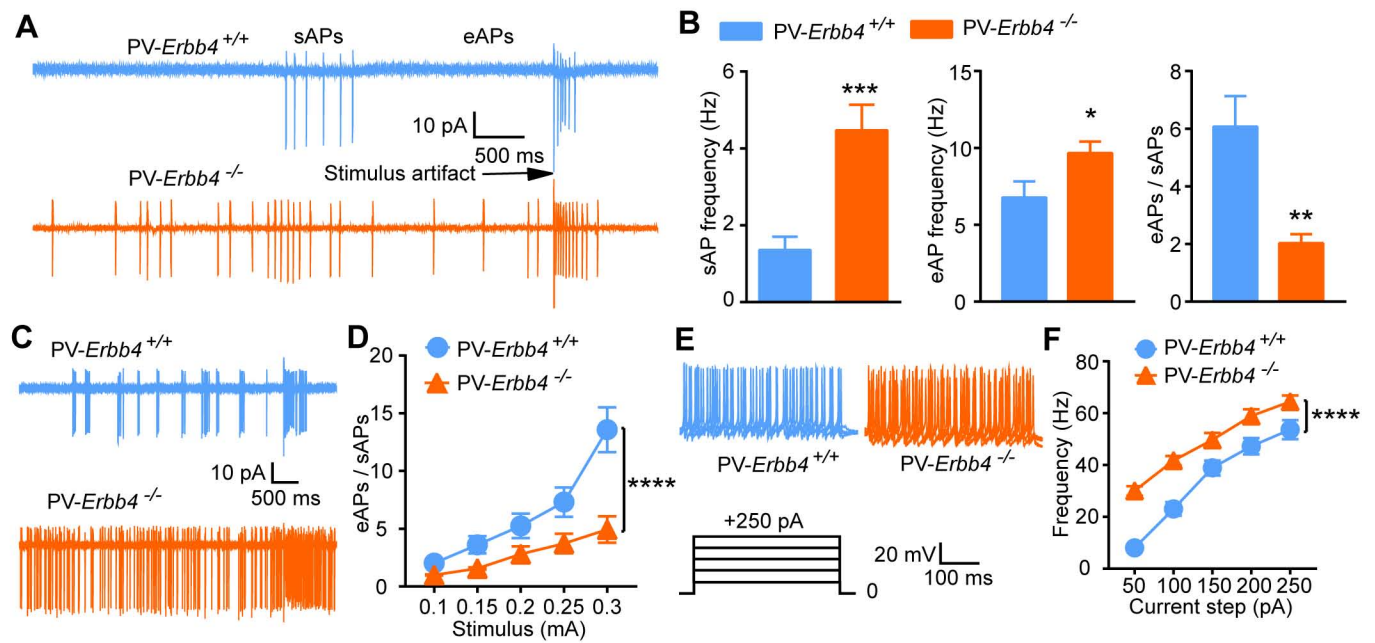 A
PV-Erbb4 +/+
sAPs
eAPs
10 pA
500 ms
Stimulus artifact
PV-Erbb4 -/-
B
PV-Erbb4 +/+
PV-Erbb4 -/-
sAP frequency (Hz)
6
4
2
0
***
eAP frequency (Hz)
15
10
5
0
*
eAPs / sAPs
8
6
4
2
0
**
C
PV-Erbb4 +/+
10 pA
500 ms
PV-Erbb4 -/-
D
PV-Erbb4 +/+
PV-Erbb4 -/-
eAPs / sAPs
20
15
10
5
0
****
0.1 0.15 0.2 0.25 0.3
Stimulus (mA)
E
PV-Erbb4 +/+
PV-Erbb4 -/-
+250 pA
0
20 mV
100 ms
F
PV-Erbb4 +/+
PV-Erbb4 -/-
Frequency (Hz)
80
60
40
20
0
****
50 100 150 200 250
Current step (pA)